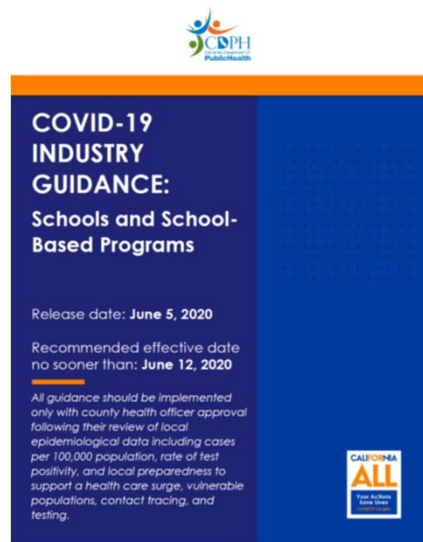 CDPH
California Department of
PublicHealth
COVID-19
INDUSTRY
GUIDANCE:
Schools and School-
Based Programs
Release date: June 5, 2020
Recommended effective date
no sooner than: June 12, 2020
All guidance should be implemented
only with county health officer approval
following their review of local
epidemiological data including cases
per 100,000 population, rate of test
positivity, and local preparedness to
support a health care surge, vulnerable
populations, contact tracing, and
testing.
CALIFORNIA
ALL
Your Actions
Save Lives